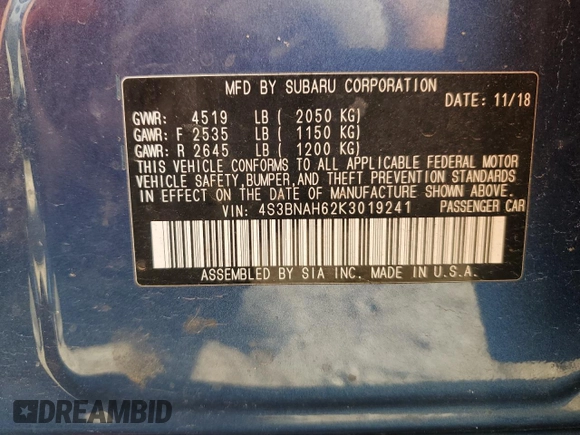 MFD BY SUBARU CORPORATION
DATE: 11/18
GVWR: 4519 LB ( 2050 KG)
GAWR: F 2535 LB ( 1150 KG)
GAWR: R 2645 LB ( 1200 KG)
THIS VEHICLE CONFORMS TO ALL APPLICABLE FEDERAL MOTOR
VEHICLE SAFETY,BUMPER,AND THEFT PREVENTION STANDARDS
IN EFFECT ON THE DATE OF MANUFACTURE SHOWN ABOVE.
VIN: 4S3BNAH62K3019241 PASSENGER CAR
ASSEMBLED BY SIA INC. MADE IN U.S.A.
DREAMBID